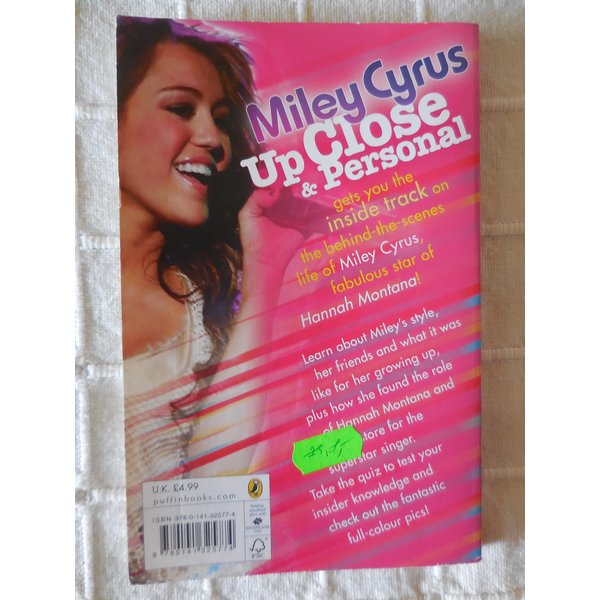 Miley Cyrus
Up Close
& Personal
gets you the
inside track on
the behind-the-scenes
life of Miley Cyrus,
fabulous star of
Hannah Montana!
Learn about Miley's style,
her friends and what it was
like for her growing up,
plus how she found the role
of Hannah Montana and
store for the
superstar singer.
Take the quiz to test your
insider knowledge and
check out the fantastic
full-colour pics!
U.K. £4.99
puffinbooks.com
ISBN 978-0-141-32577-4
9 780141 325774
FSC